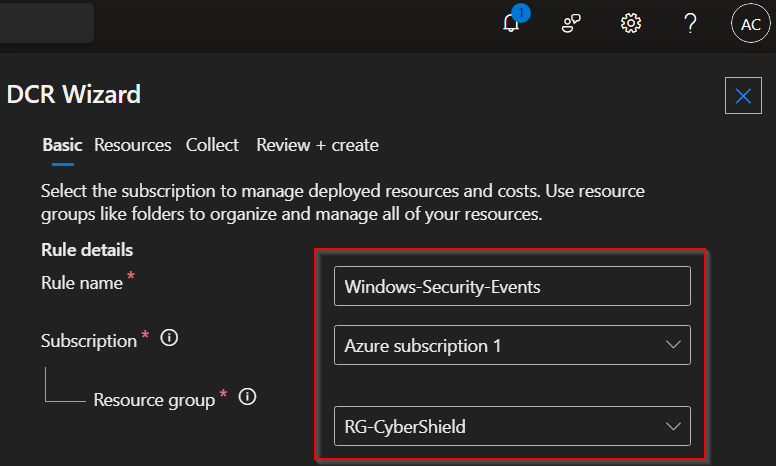 1
AC
DCR Wizard
Basic Resources Collect Review + create
Select the subscription to manage deployed resources and costs. Use resource
groups like folders to organize and manage all of your resources.
Rule details
Rule name * Windows-Security-Events
Subscription * Azure subscription 1
Resource group * RG-CyberShield